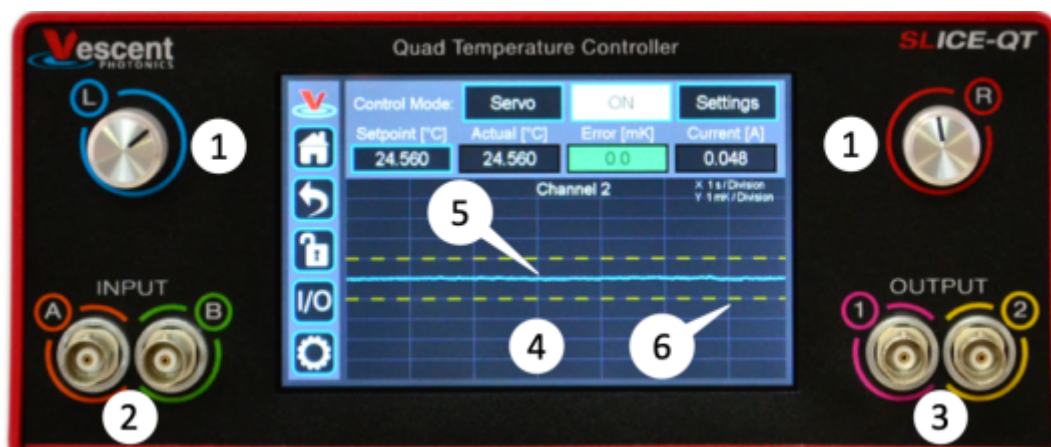 Vescent
PHOTONICS
Quad Temperature Controller
SLICE-QT
L
R
1
1
Control Mode: Servo ON Settings
Setpoint [°C] Actual [°C] Error [mK] Current [A]
24.560 24.560 0.0 0.048
Channel 2
X 1 s / Division
Y 1 mK / Division
5
INPUT
OUTPUT
A B
I/O
1 2
4
6
2
3